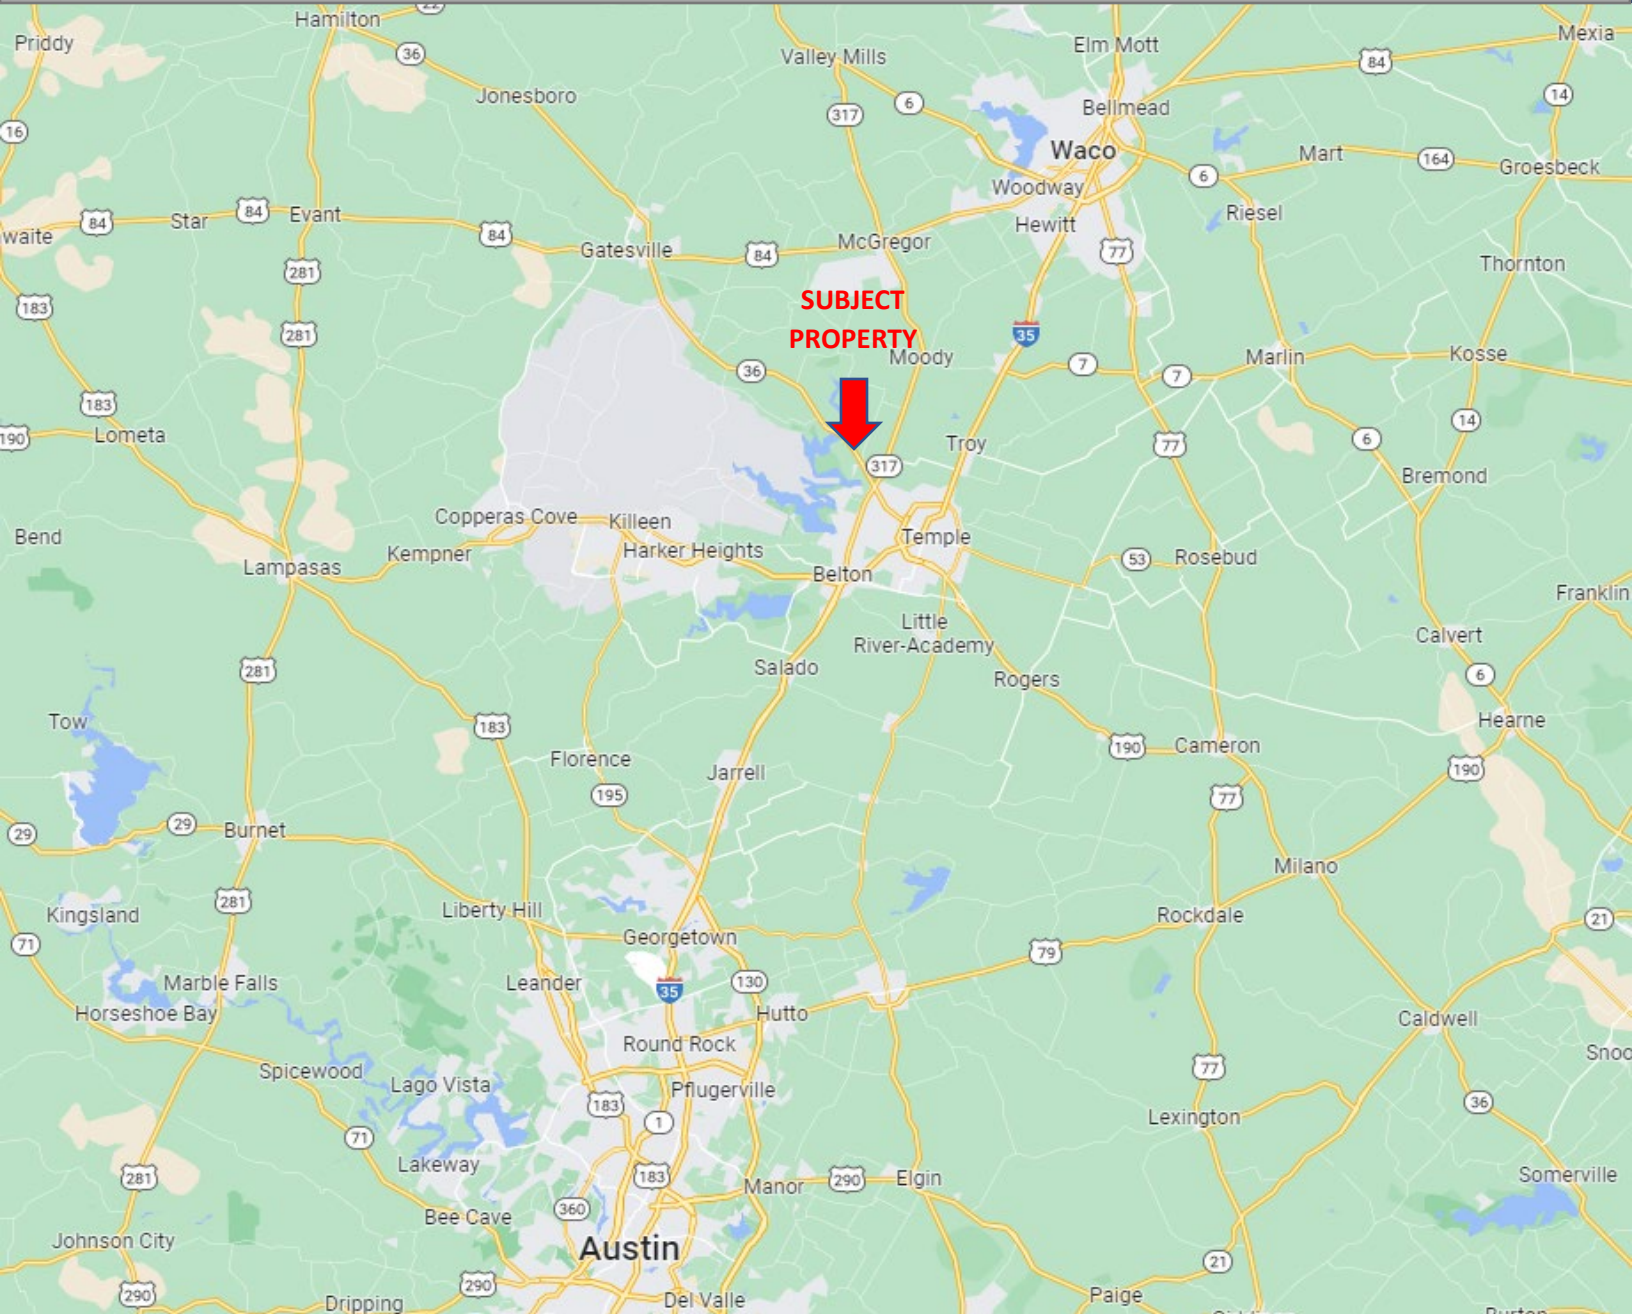 22
Hamilton
Priddy
36
Valley Mills
Elm Mott
Mexia
84
Jonesboro
14
6
317
Bellmead
16
Waco
Mart
164
Groesbeck
6
Woodway
84
84
Star
Evant
Riesel
Hewitt
waite
84
Gatesville
84
McGregor
77
281
Thornton
183
SUBJECT
PROPERTY
281
35
Moody
Marlin
Kosse
36
7
7
183
14
190
Lometa
Troy
77
6
317
Bremond
Copperas Cove
Killeen
Bend
Temple
Kempner
Harker Heights
53
Rosebud
Lampasas
Belton
Franklin
Little
River-Academy
Calvert
281
Salado
Rogers
6
Tow
183
Hearne
190
Cameron
Florence
Jarrell
190
195
77
29
29
Burnet
Milano
281
Kingsland
Liberty Hill
Rockdale
21
71
Georgetown
79
Marble Falls
Leander
35
130
Horseshoe Bay
Hutto
Caldwell
Round Rock
Snoo
Spicewood
Lago Vista
77
Pflugerville
183
36
1
Lexington
71
Lakeway
281
183
Manor
290
Elgin
Somerville
360
Bee Cave
Johnson City
Austin
21
290
290
Dripping
Del Valle
Paige